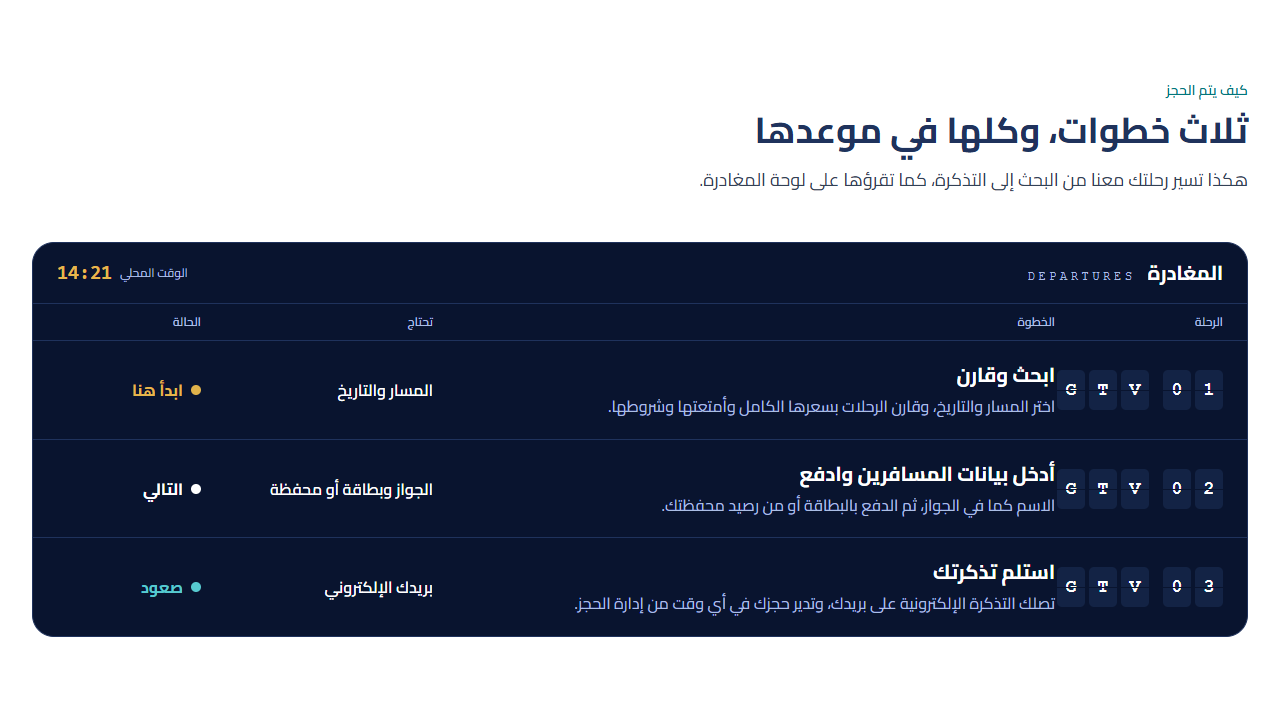 كيف يتم الحجز
ثلاث خطوات، وكلها في موعدها
هكذا تسير رحلتك معنا من البحث إلى التذكرة، كما تقرؤها على لوحة المغادرة.
المغادرة DEPARTURES الوقت المحلي 14:21
الرحلة الخطوة تحتاج الحالة
GTV 01 ابحث وقارن المسار والتاريخ ابدأ هنا
اختر المسار والتاريخ، وقارن الرحلات بسعرها الكامل وأمتعتها وشروطها.
GTV 02 أدخل بيانات المسافرين وادفع الجواز وبطاقة أو محفظة التالي
الاسم كما في الجواز، ثم الدفع بالبطاقة أو من رصيد محفظتك.
GTV 03 استلم تذكرتك بريدك الإلكتروني صعود
تصلك التذكرة الإلكترونية على بريدك، وتدير حجزك في أي وقت من إدارة الحجز.